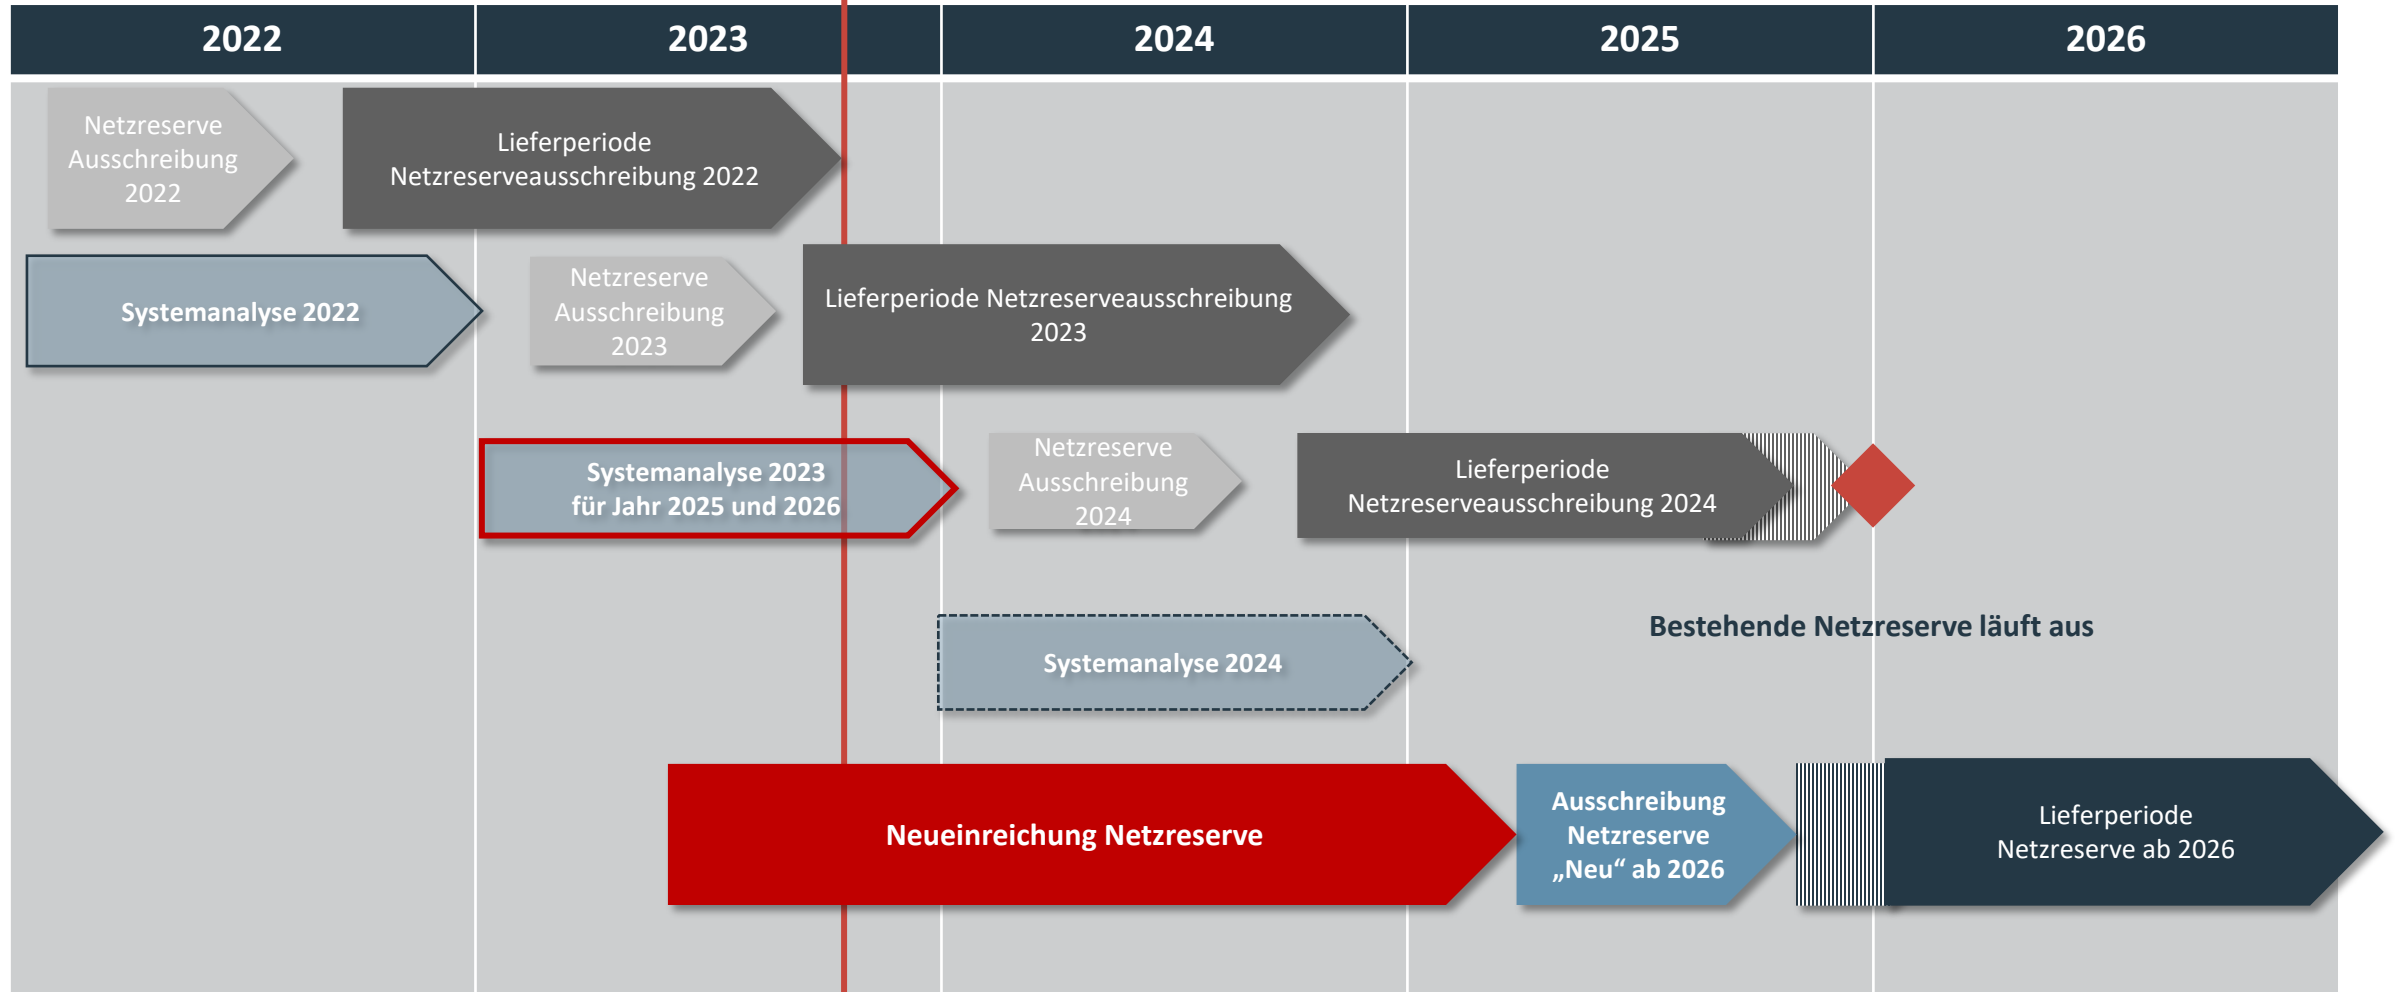 2022
2023
2024
2025
2026
Netzreserve
Ausschreibung
2022
Lieferperiode
Netzreserveausschreibung 2022
Systemanalyse 2022
Netzreserve
Ausschreibung
2023
Lieferperiode Netzreserveausschreibung
2023
Systemanalyse 2023
für Jahr 2025 und 2026
Netzreserve
Ausschreibung
2024
Lieferperiode
Netzreserveausschreibung 2024
Systemanalyse 2024
Bestehende Netzreserve läuft aus
Neueinreichung Netzreserve
Ausschreibung
Netzreserve
„Neu“ ab 2026
Lieferperiode
Netzreserve ab 2026